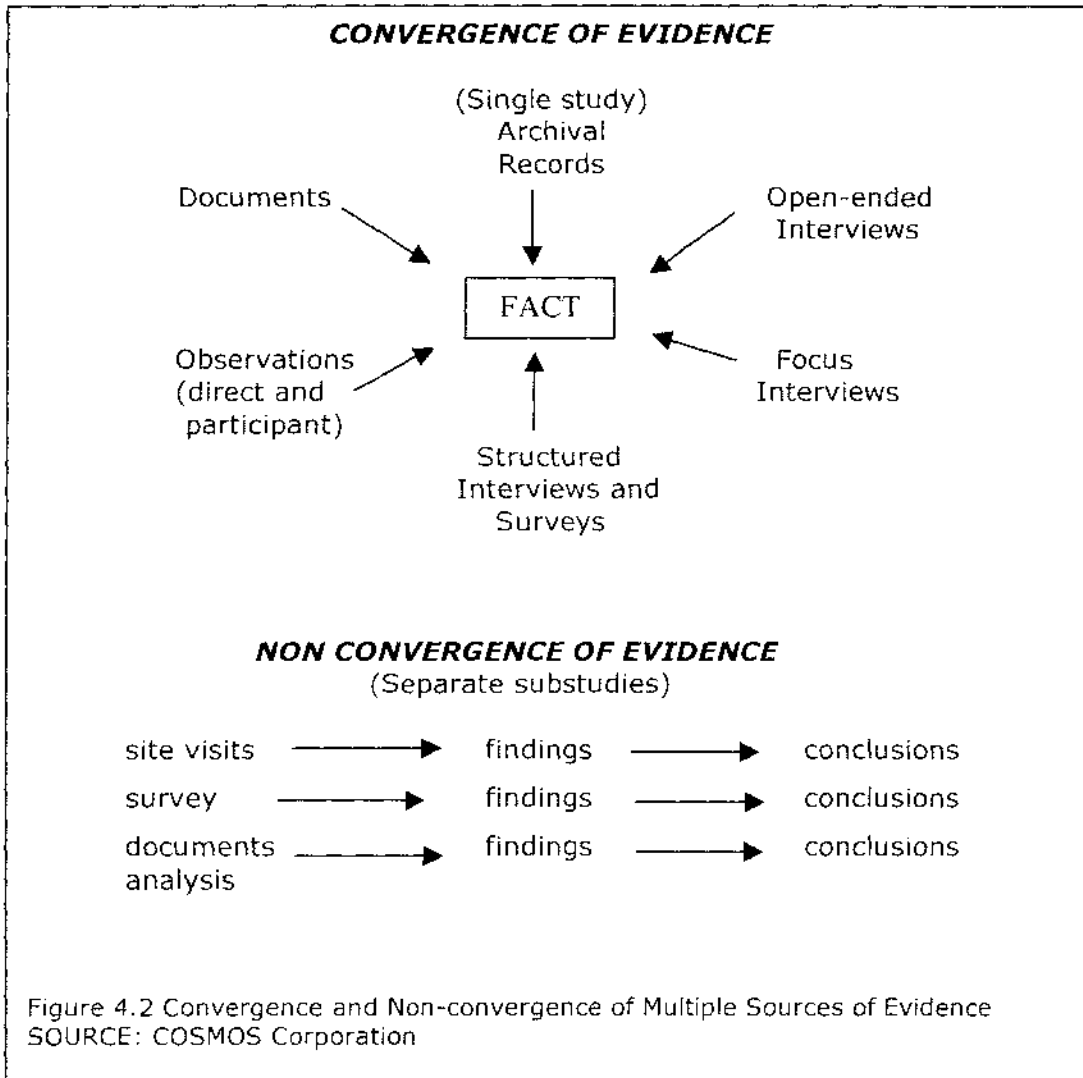 CONVERGENCE OF EVIDENCE
(Single study)
Archival
Records
Documents
Open-ended
Interviews
FACT
Observations
(direct and
participant)
Focus
Interviews
Structured
Interviews and
Surveys
NON CONVERGENCE OF EVIDENCE
(Separate substudies)
site visits findings conclusions
survey findings conclusions
documents findings conclusions
analysis
Figure 4.2 Convergence and Non-convergence of Multiple Sources of Evidence
SOURCE: COSMOS Corporation